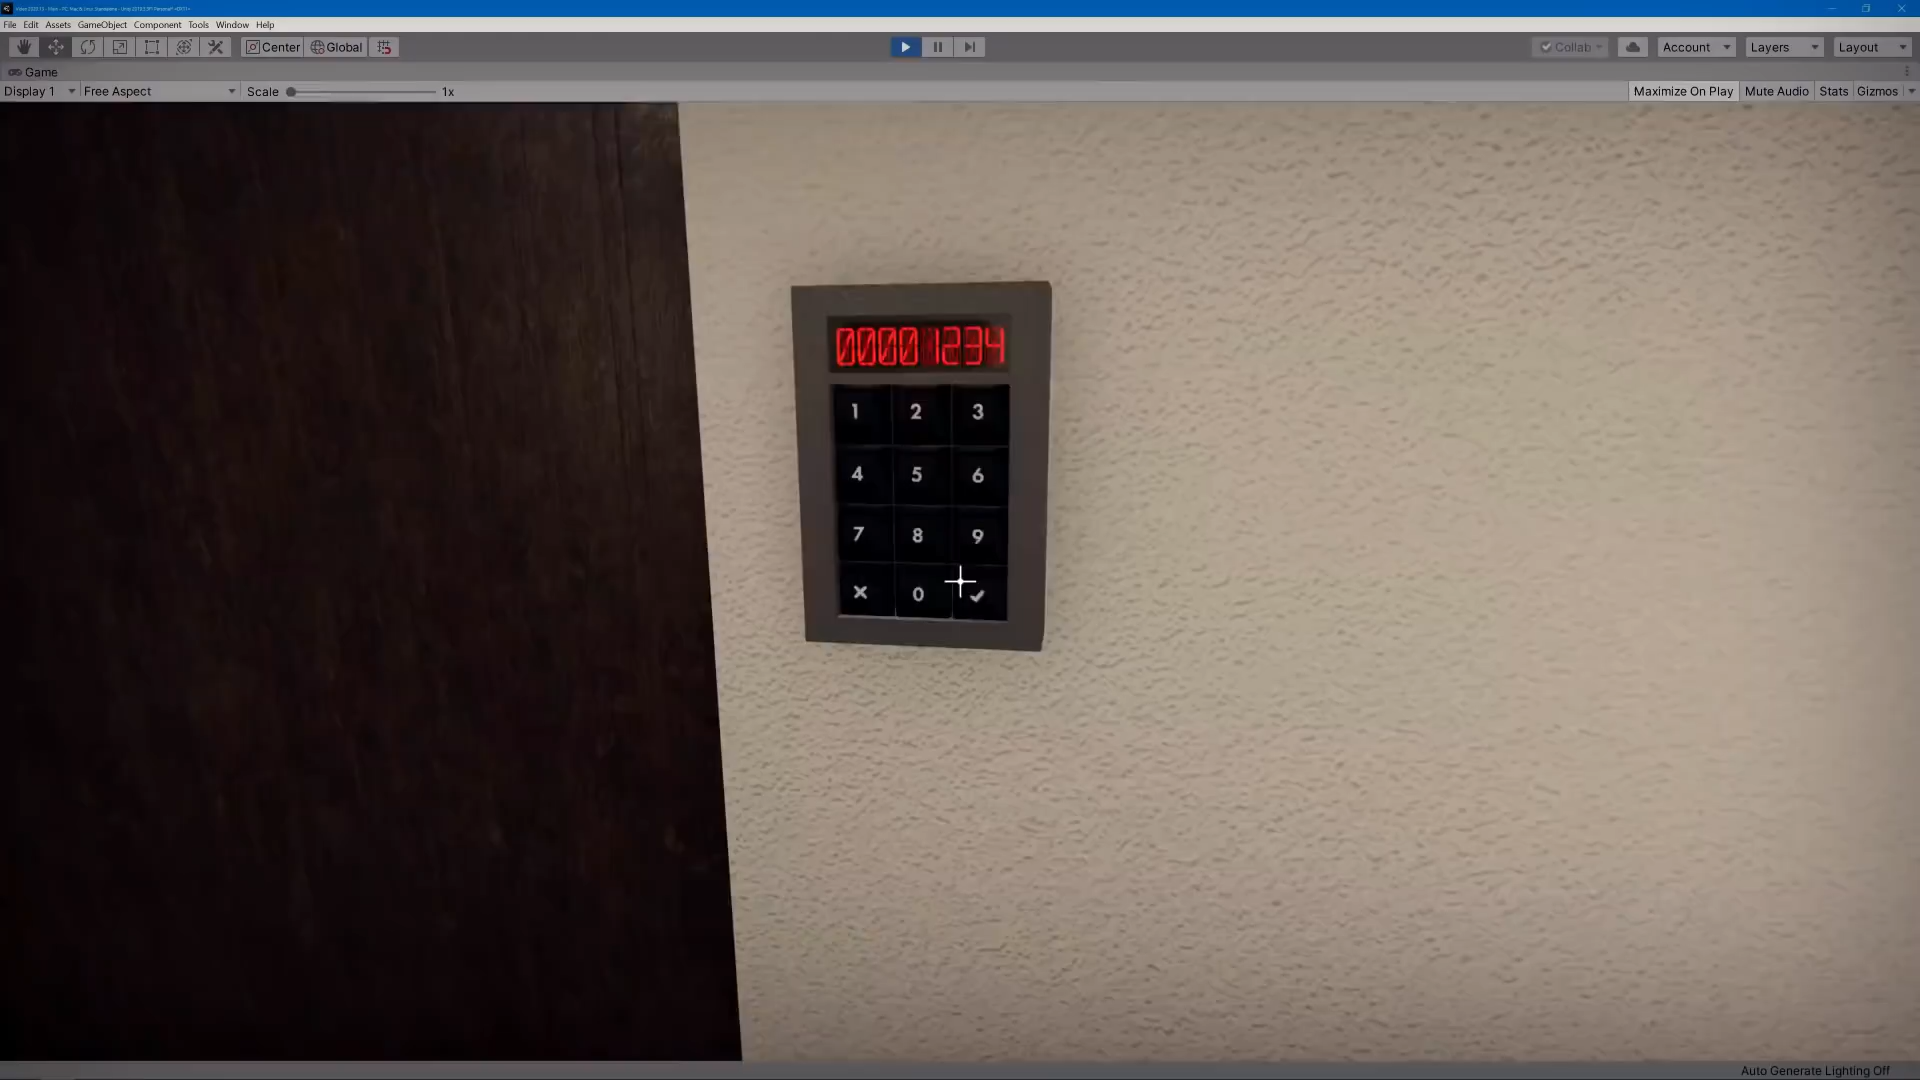 File Edit Assets GameObject Component Tools Window Help
Center Global Collab Account Layers Layout
Game
Display 1 Free Aspect Scale 1x Maximize On Play Mute Audio Stats Gizmos
00001234
1 2 3
4 5 6
7 8 9
0
Auto Generate Lighting Off